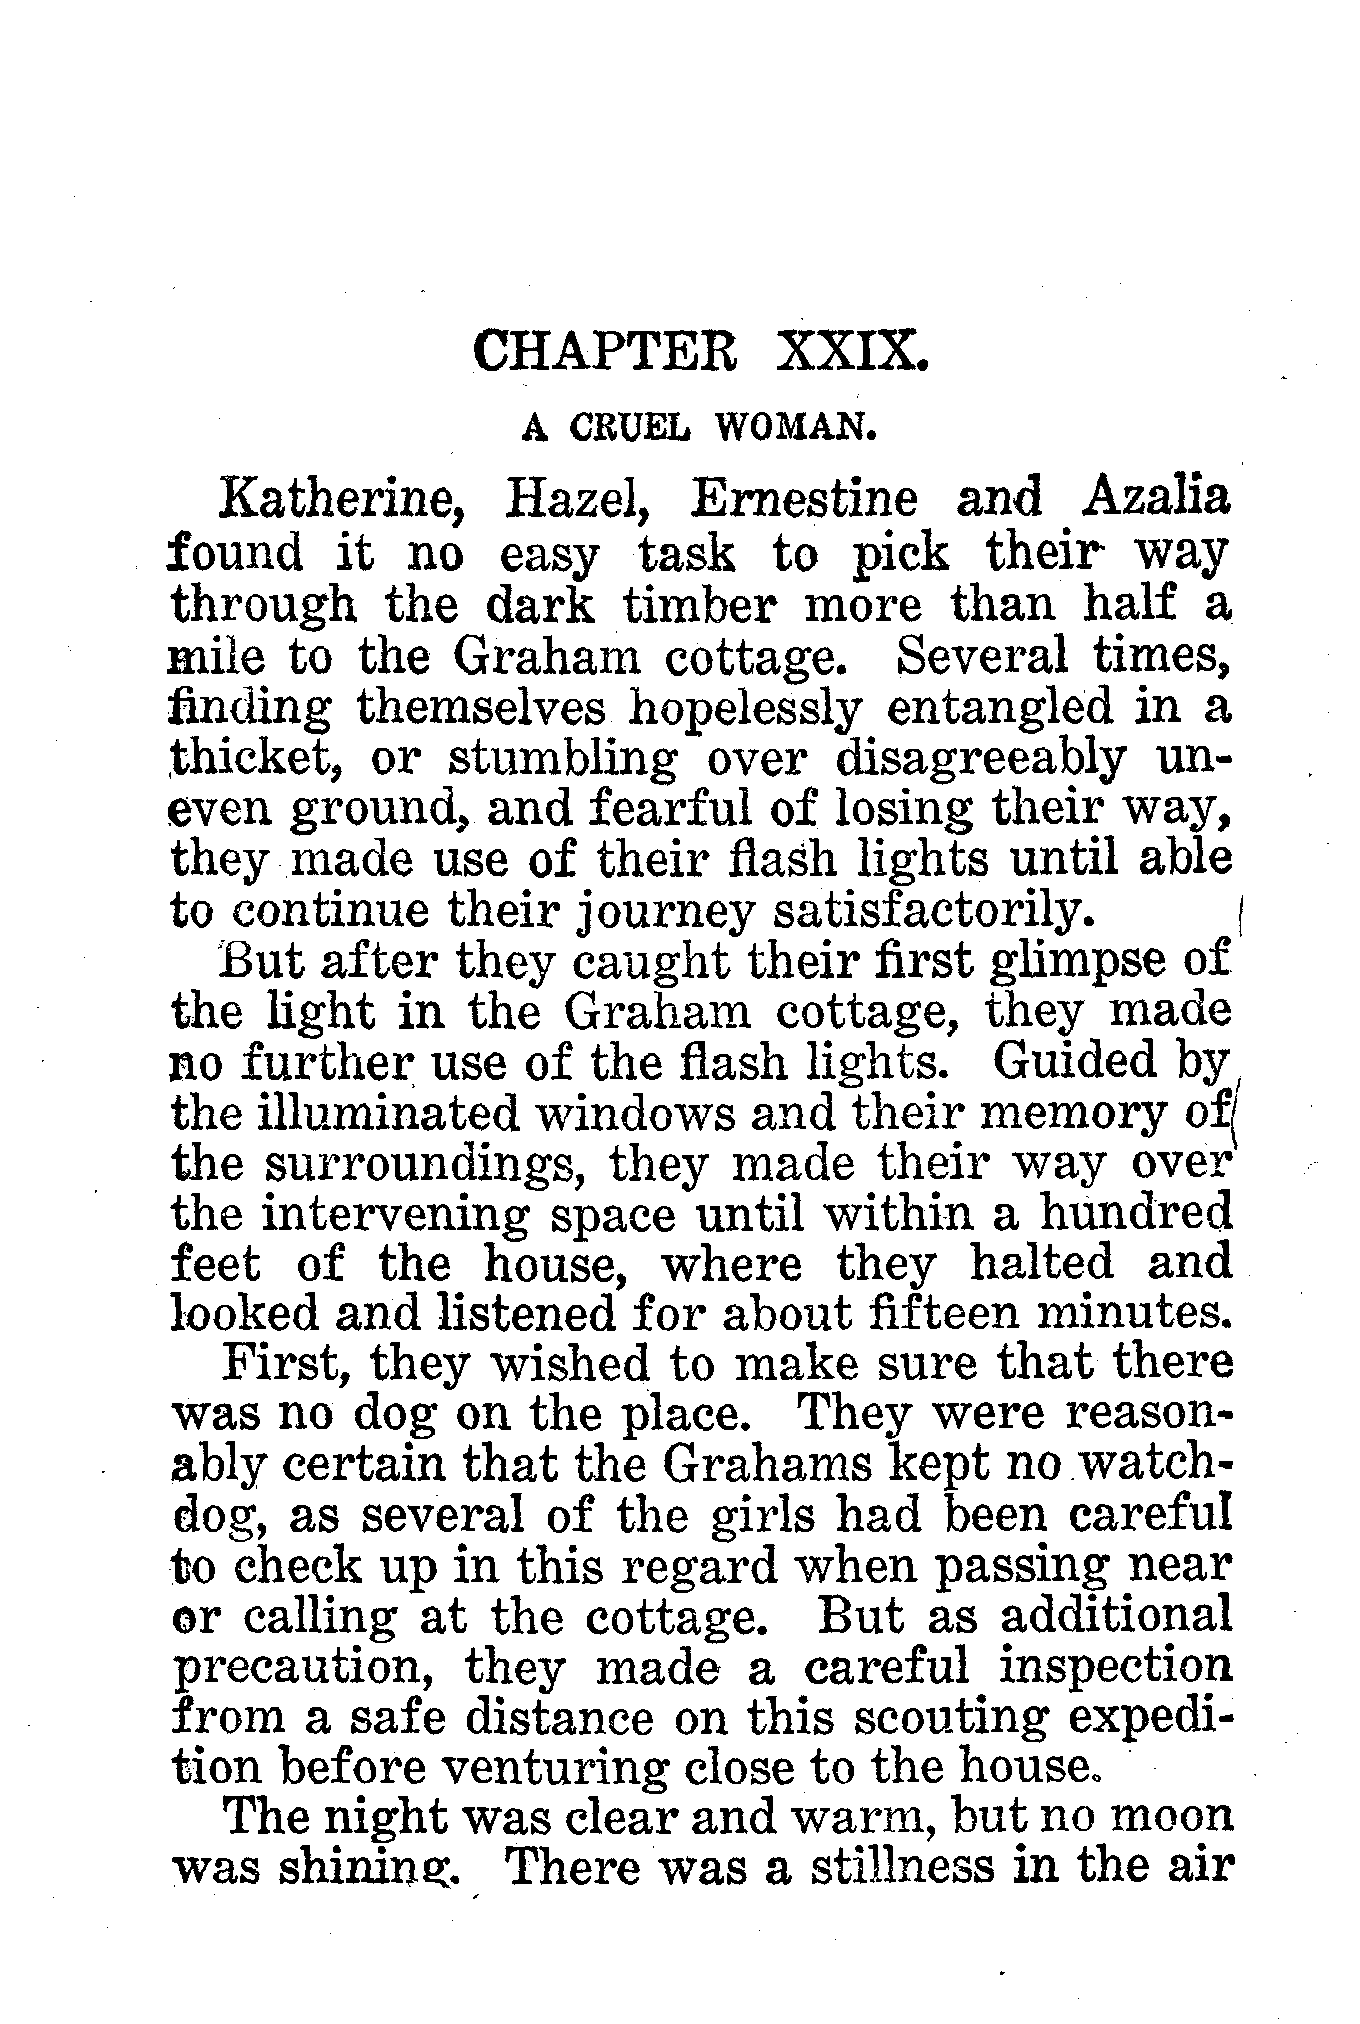 CHAPTER XXIX.
A CRUEL WOMAN.
Katherine, Hazel, Ernestine and Azalia
found it no easy task to pick their way
through the dark timber more than half a
mile to the Graham cottage. Several times,
finding themselves hopelessly entangled in a
thicket, or stumbling over disagreeably un-
even ground, and fearful of losing their way,
they made use of their flash lights until able
to continue their journey satisfactorily.
But after they caught their first glimpse of
the light in the Graham cottage, they made
no further use of the flash lights. Guided by
the illuminated windows and their memory of
the surroundings, they made their way over
the intervening space until within a hundred
feet of the house, where they halted and
looked and listened for about fifteen minutes.
First, they wished to make sure that there
was no dog on the place. They were reason-
ably certain that the Grahams kept no watch-
dog, as several of the girls had been careful
to check up in this regard when passing near
or calling at the cottage. But as additional
precaution, they made a careful inspection
from a safe distance on this scouting expedi-
tion before venturing close to the house.
The night was clear and warm, but no moon
was shining. There was a stillness in the air